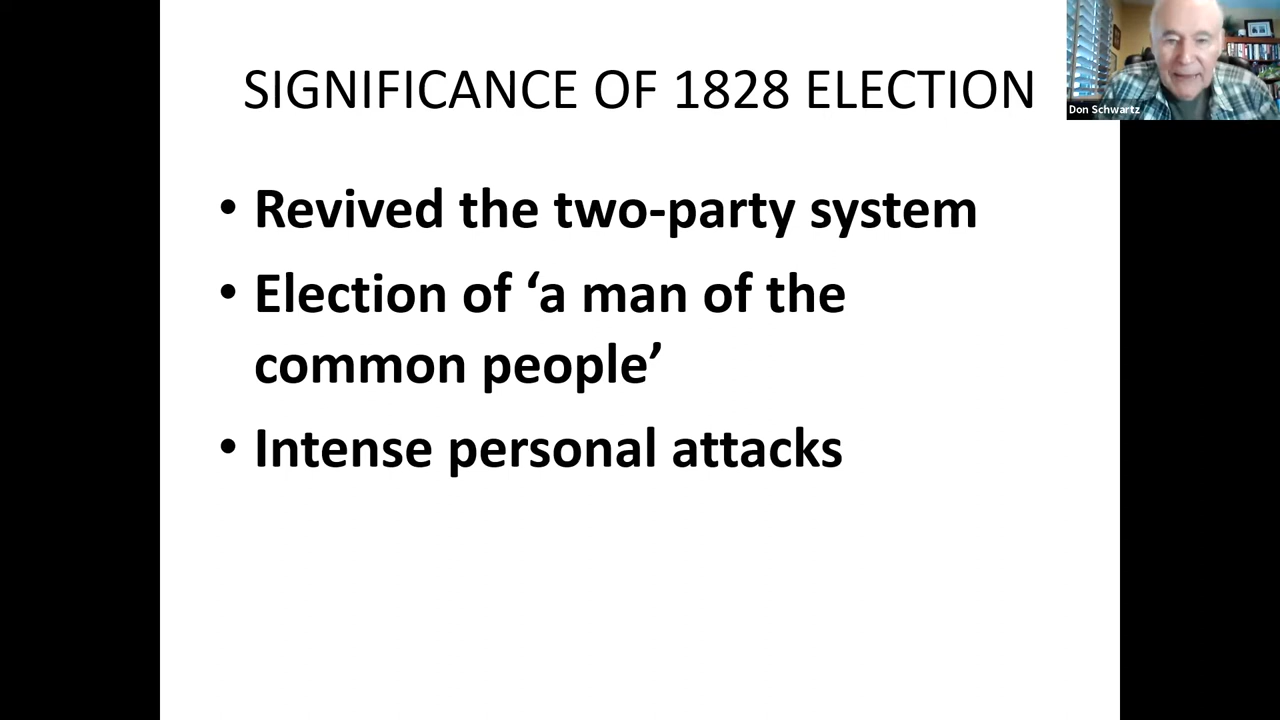 SIGNIFICANCE OF 1828 ELECTION
Don Schwartz
• Revived the two-party system
• Election of ‘a man of the
common people’
• Intense personal attacks